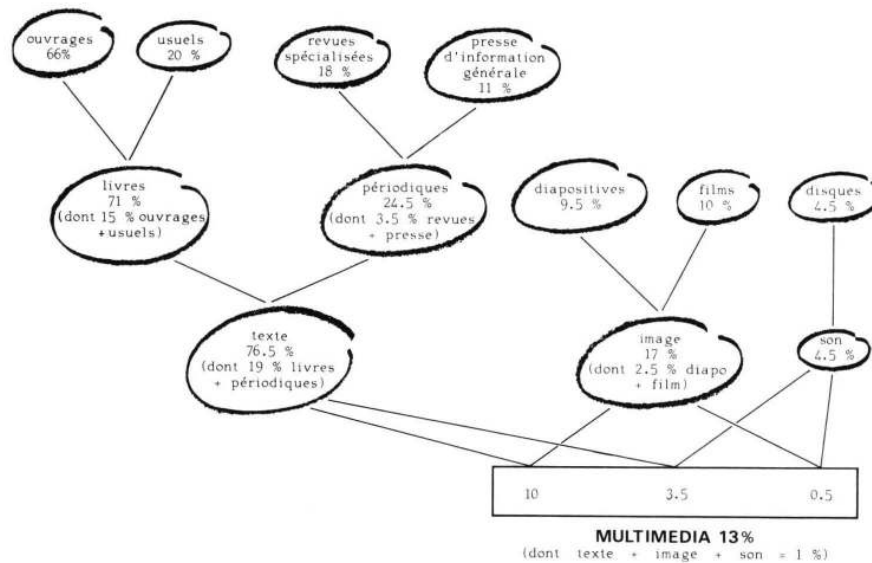 ouvrages
66%
usuels
20 %
revues
spécialisées
18 %
presse
d'information
générale
11 %
livres
71 %
(dont 15 % ouvrages
+usuels)
périodiques
24.5 %
(dont 3.5 % revues
+ presse)
diapositives
9.5 %
films
10 %
disques
4.5 %
texte
76.5 %
(dont 19 % livres
+ périodiques)
image
17 %
(dont 2.5 % diapo
+ film)
son
4.5 %
10 3.5 0.5
MULTIMEDIA 13%
(dont texte + image + son = 1 %)